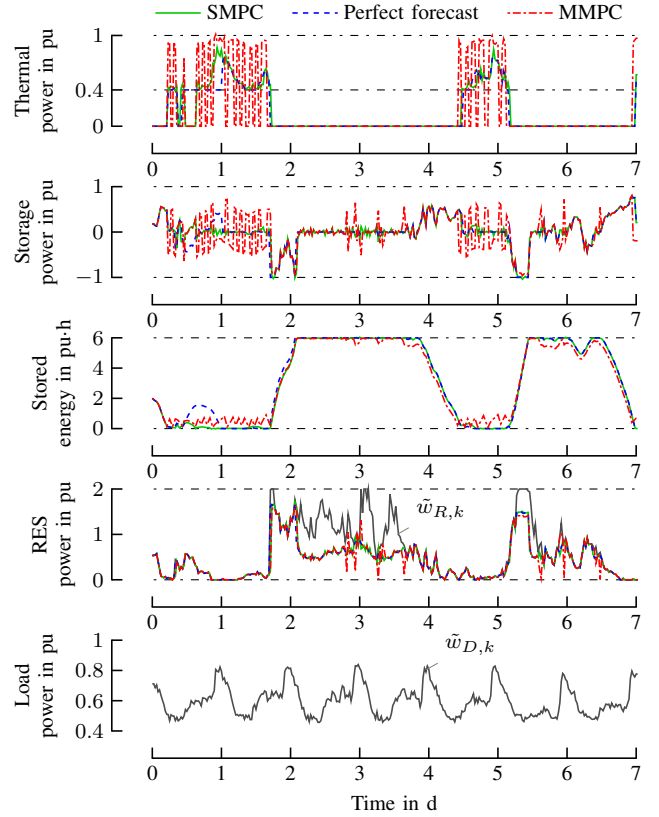 SMPC Perfect forecast MMPC
Thermal
power in pu
1
0.4
0
0 1 2 3 4 5 6 7
Storage
power in pu
1
0
−1
0 1 2 3 4 5 6 7
Stored
energy in pu·h
6
4
2
0
0 1 2 3 4 5 6 7
RES
power in pu
2
1
0
w̃R,k
0 1 2 3 4 5 6 7
Load
power in pu
1
0.8
0.6
0.4
w̃D,k
0 1 2 3 4 5 6 7
Time in d